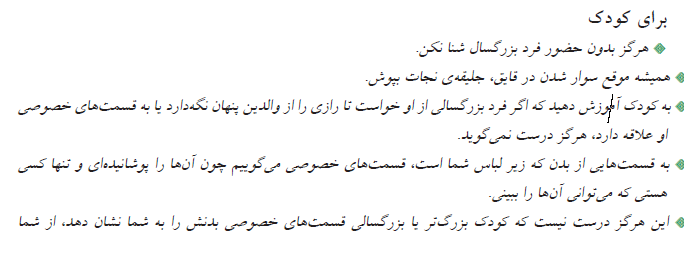 برای کودک
هرگز بدون حضور فرد بزرگسال شنا نکن.
همیشه موقع سوار شدن در قایق، جلیقه‌ی نجات بپوش.
به کودک آموزش دهید که اگر فرد بزرگسالی از او خواست تا رازی را از والدین پنهان نگه‌دارد یا به قسمت‌های خصوصی
او علاقه دارد، هرگز درست نمی‌گوید.
به قسمت‌هایی از بدن که زیر لباس شما است، قسمت‌های خصوصی می‌گوییم چون آن‌ها را پوشانیده‌ای و تنها کسی
هستی که می‌توانی آن‌ها را ببینی.
این هرگز درست نیست که کودک بزرگ‌تر یا بزرگسالی قسمت‌های خصوصی بدنش را به شما نشان دهد، از شما